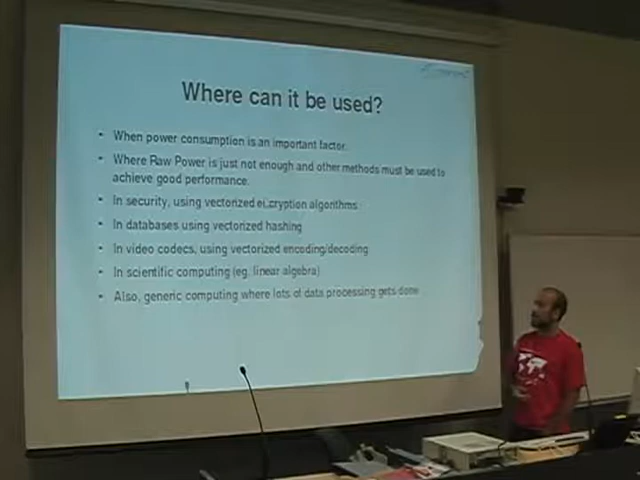 Where can it be used?
• When power consumption is an important factor.
• Where Raw Power is just not enough and other methods must be used to
achieve good performance.
• In security, using vectorized encryption algorithms.
• In databases using vectorized hashing
• In video codecs, using vectorized encoding/decoding
• In scientific computing (eg. linear algebra)
• Also, generic computing where lots of data processing gets done